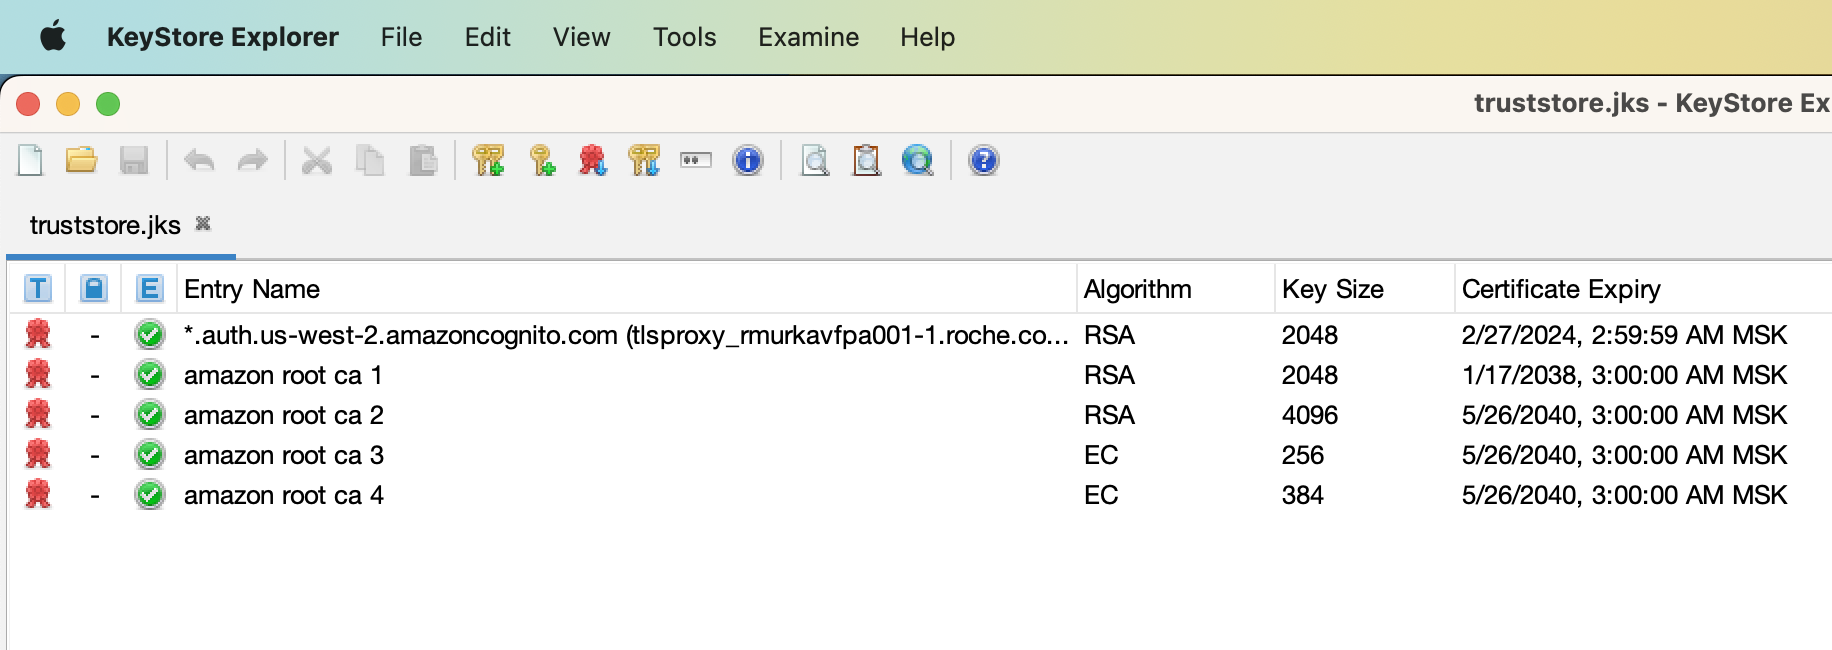 KeyStore Explorer File Edit View Tools Examine Help
truststore.jks - KeyStore Ex
truststore.jks
T E Entry Name Algorithm Key Size Certificate Expiry
- *.auth.us-west-2.amazoncognito.com (tlsproxy_rmurkavfpa001-1.roche.co... RSA 2048 2/27/2024, 2:59:59 AM MSK
- amazon root ca 1 RSA 2048 1/17/2038, 3:00:00 AM MSK
- amazon root ca 2 RSA 4096 5/26/2040, 3:00:00 AM MSK
- amazon root ca 3 EC 256 5/26/2040, 3:00:00 AM MSK
- amazon root ca 4 EC 384 5/26/2040, 3:00:00 AM MSK